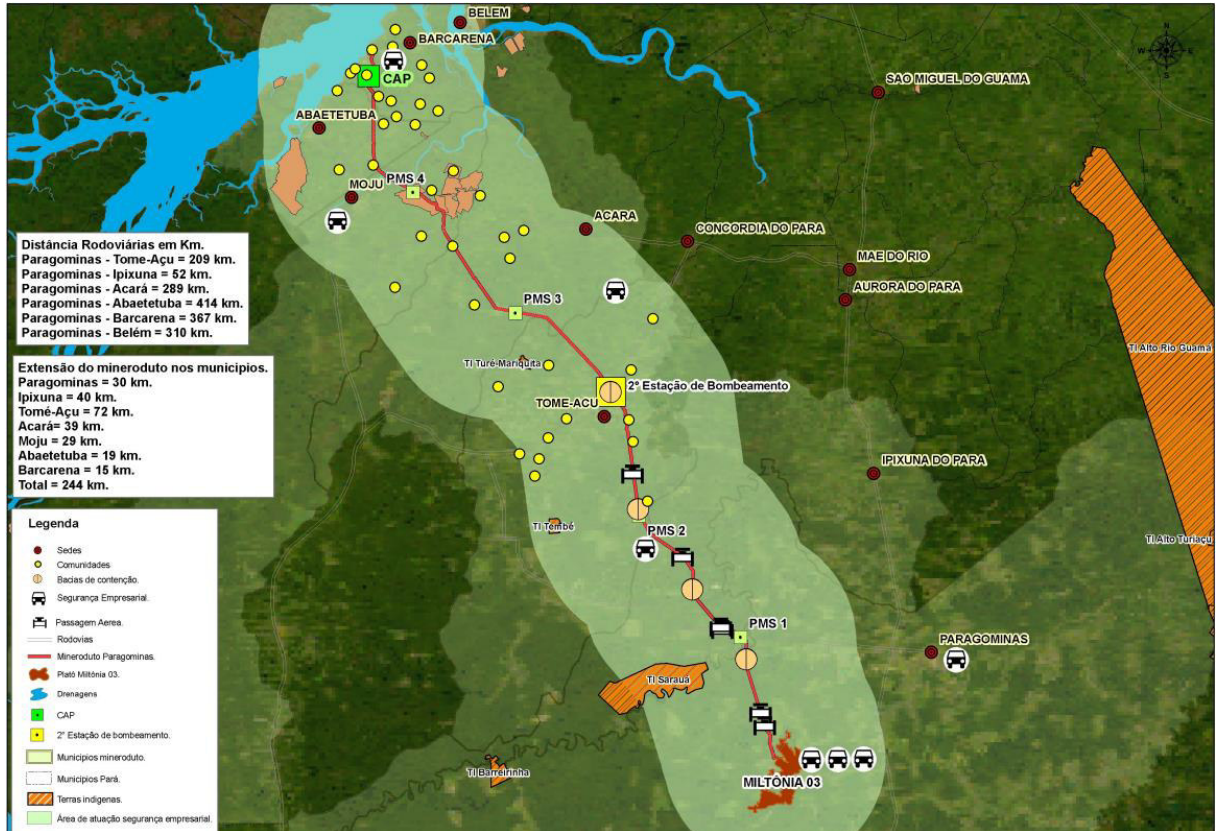 BELEM
BARCARENA
CAP
SAO MIGUEL DO GUAMA
ABAETETUBA
PMS 4
MOJU
ACARA
CONCORDIA DO PARA
MAE DO RIO
AURORA DO PARA
Distância Rodoviárias em Km.
Paragominas - Tome-Açu = 209 km.
Paragominas - Ipixuna = 52 km.
Paragominas - Acará = 289 km.
Paragominas - Abaetetuba = 414 km.
Paragominas - Barcarena = 367 km.
Paragominas - Belém = 310 km.
PMS 3
TI Turé-Mariquita
TI Alto Rio Guama
2º Estação de Bombeamento
TOME-ACU
Extensão do mineroduto nos municipios.
Paragominas = 30 km.
Ipixuna = 40 km.
Tomé-Açu = 72 km.
Acará= 39 km.
Moju = 29 km.
Abaetetuba = 19 km.
Barcarena = 15 km.
Total = 244 km.
IPIXUNA DO PARA
TI Tembé
PMS 2
TI Alto Turiaçu
PMS 1
PARAGOMINAS
TI Sarauá
TI Barreirinha
MILTÔNIA 03
Legenda
Sedes
Comunidades
Bacias de contenção.
Segurança Empresarial.
Passagem Aerea.
Rodovias
Mineroduto Paragominas.
Platô Miltônia 03.
Drenagens
CAP
2° Estação de bombeamento.
Municipios mineroduto.
Municipios Pará.
Terras indigenas.
Área de atuação segurança empresarial.
N
W
E
S